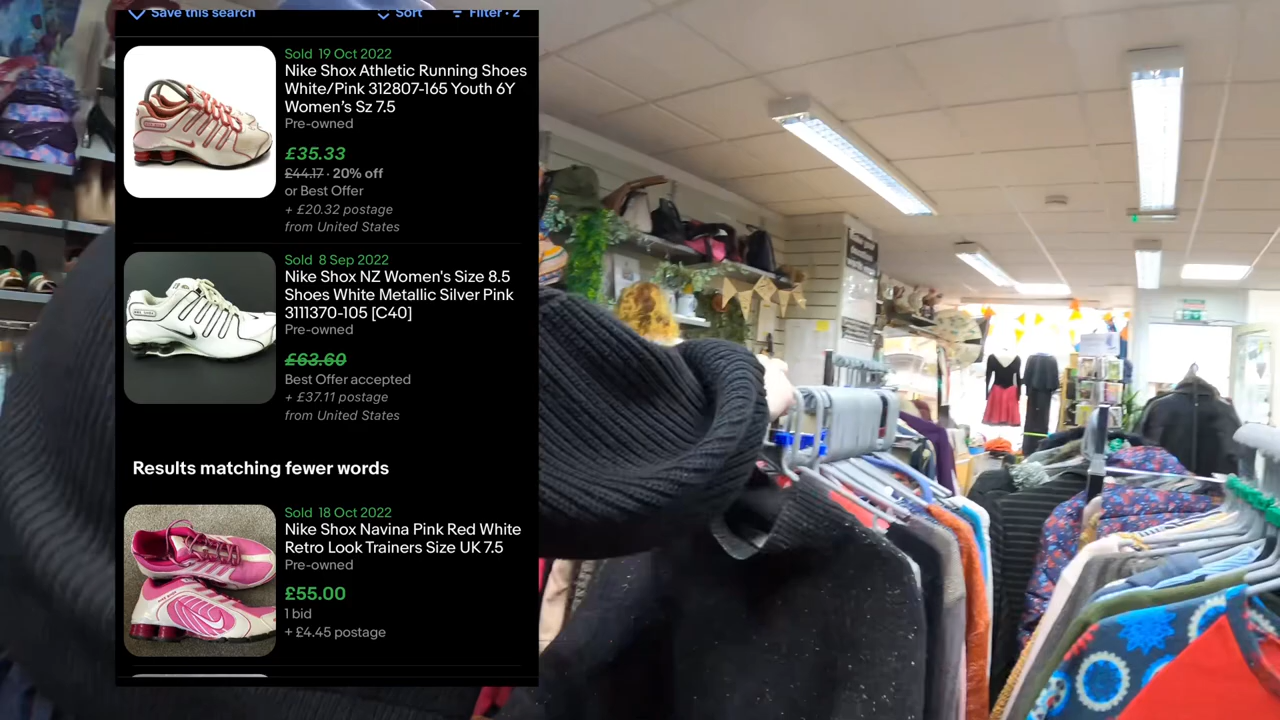 Save this search
Sort
Filter · 2
Sold 19 Oct 2022
Nike Shox Athletic Running Shoes
White/Pink 312807-165 Youth 6Y
Women's Sz 7.5
Pre-owned
£35.33
£44.17 · 20% off
or Best Offer
+ £20.32 postage
from United States
Sold 8 Sep 2022
Nike Shox NZ Women's Size 8.5
Shoes White Metallic Silver Pink
3111370-105 [C40]
Pre-owned
£63.60
Best Offer accepted
+ £37.11 postage
from United States
Results matching fewer words
Sold 18 Oct 2022
Nike Shox Navina Pink Red White
Retro Look Trainers Size UK 7.5
Pre-owned
£55.00
1 bid
+ £4.45 postage